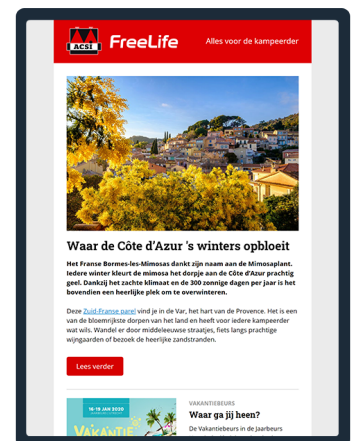 ACSI FreeLife Alles voor de kampeerder
Waar de Côte d'Azur 's winters opbloeit
Het Franse Bormes-les-Mimosas dankt zijn naam aan de Mimosaplant.
Iedere winter kleurt de mimosa het dorpje aan de Côte d'Azur prachtig
geel. Dankzij het zachte klimaat en de 300 zonnige dagen per jaar is het
bovendien een heerlijke plek om te overwinteren.
Deze Zuid-Franse parel vind je in de Var, het hart van de Provence. Het is een
van de bloemrijkste dorpen van het land en heeft voor iedere kampeerder
wat wils. Wandel er door middeleeuwse straatjes, fiets langs prachtige
wijngaarden of bezoek de heerlijke zandstranden.
Lees verder
16-19 JAN 2020
VAKANTIE
VAKANTIEBEURS
Waar ga jij heen?
De Vakantiebeurs in de Jaarbeurs